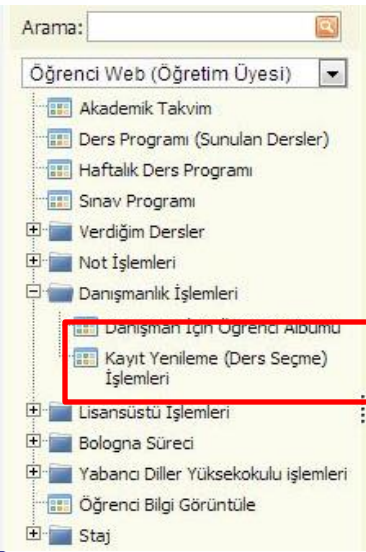 Arama:
Öğrenci Web (Öğretim Üyesi)
Akademik Takvim
Ders Programı (Sunulan Dersler)
Haftalık Ders Programı
Sınav Programı
Verdiğim Dersler
Not İşlemleri
Danışmanlık İşlemleri
Danışman İçin Öğrenci Albümü
Kayıt Yenileme (Ders Seçme)
İşlemleri
Lisansüstü İşlemleri
Bologna Süreci
Yabancı Diller Yüksekokulu işlemleri
Öğrenci Bilgi Görüntüle
Staj